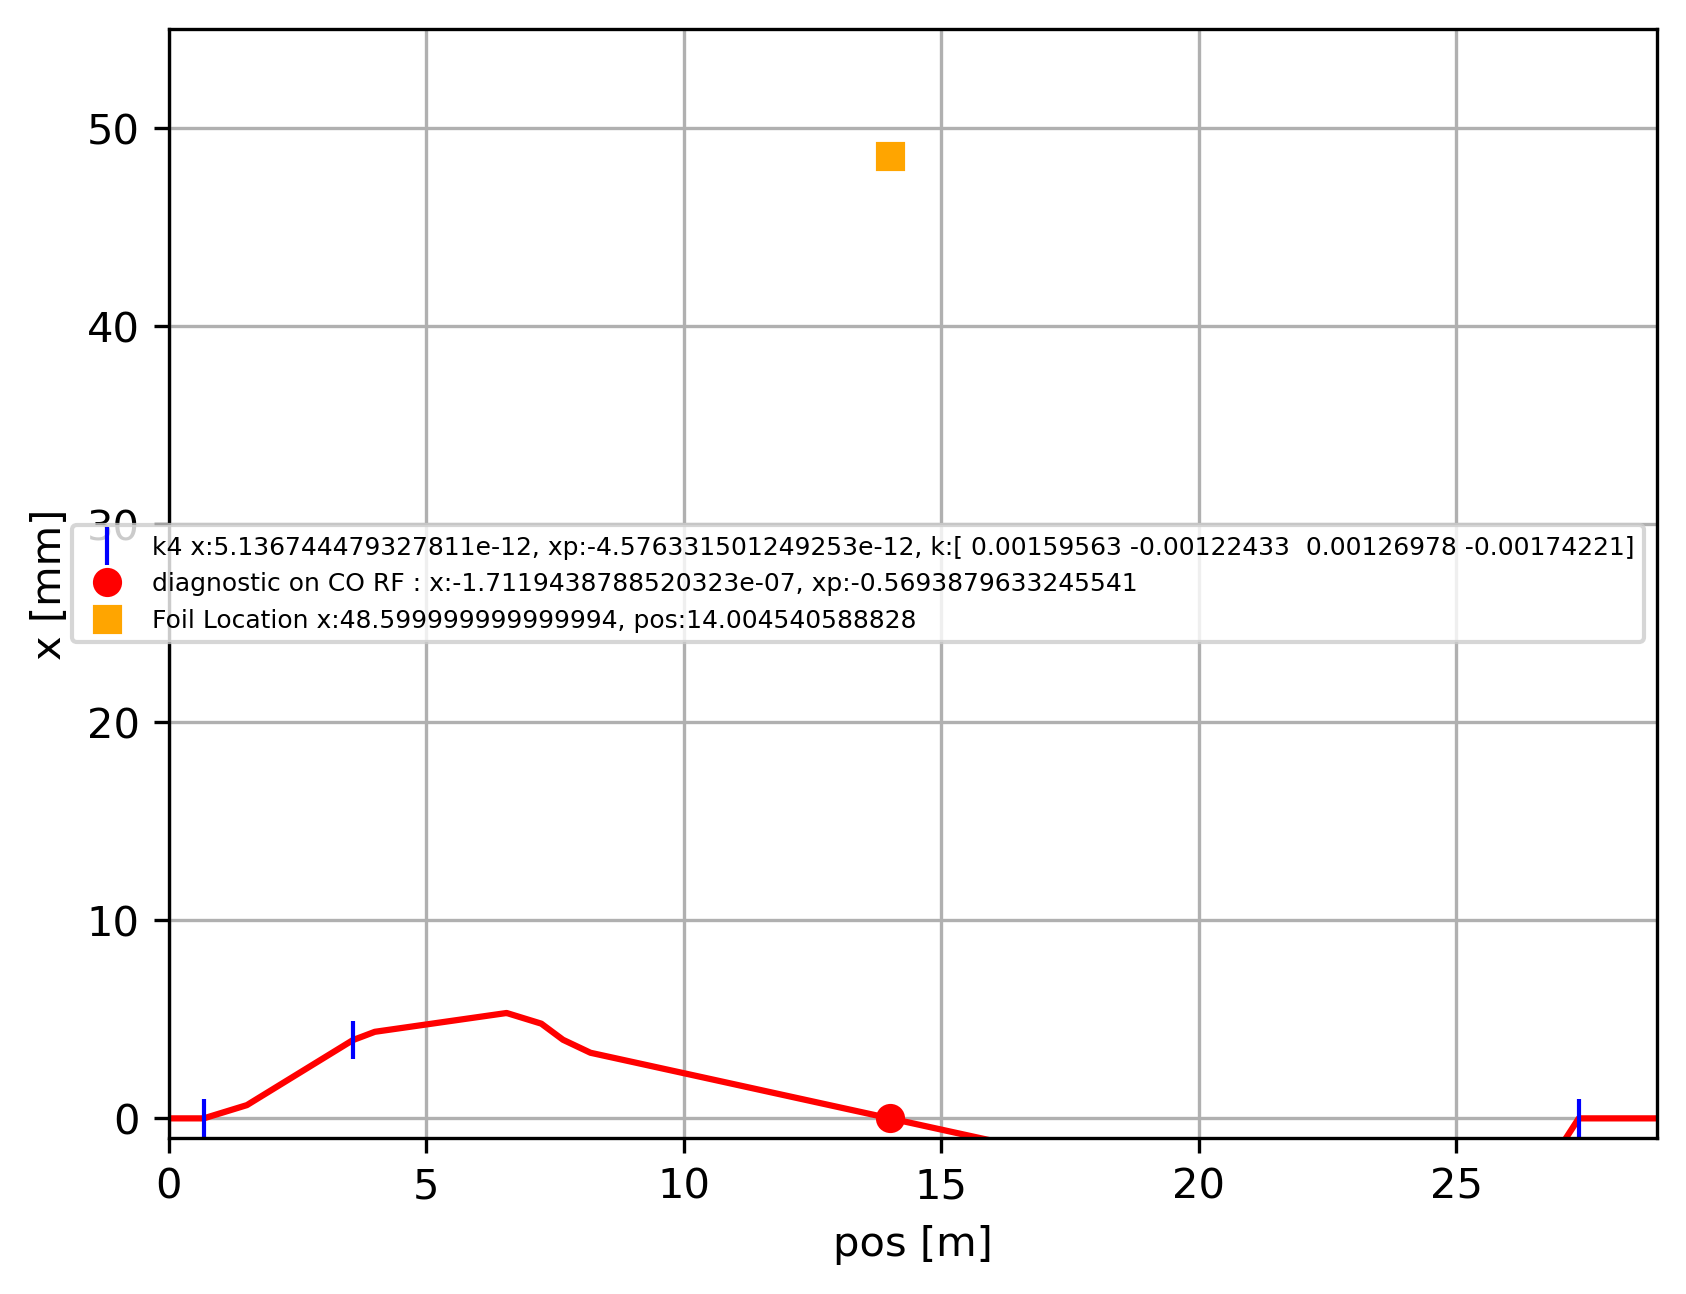 50
40
30
k4 x:5.136744479327811e-12, xp:-4.576331501249253e-12, k:[ 0.00159563 -0.00122433  0.00126978 -0.00174221]
diagnostic on CO RF : x:-1.7119438788520323e-07, xp:-0.5693879633245541
Foil Location x:48.599999999999994, pos:14.004540588828
x [mm]
20
10
0
0 5 10 15 20 25
pos [m]